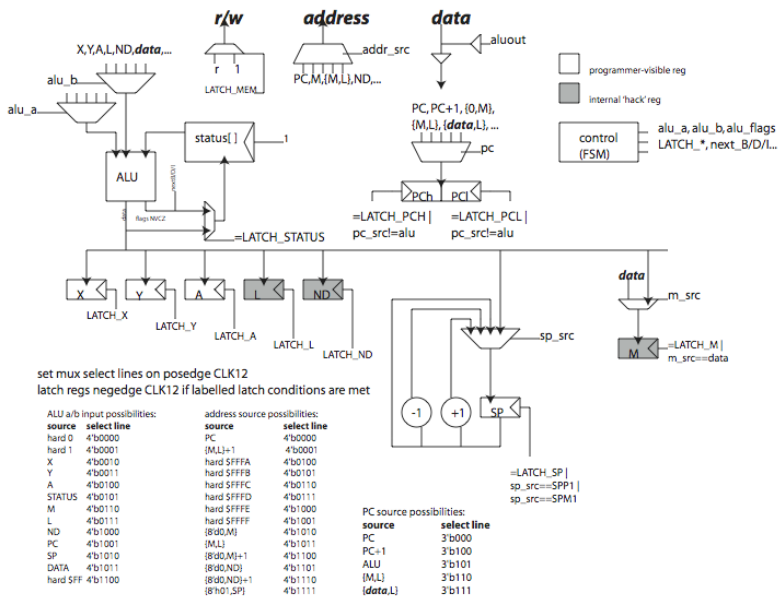 r/w address data
X,Y,A,L,ND,data,...
aluout
addr_src
alu_b
r 1
LATCH_MEM
PC,M,{M,L},ND,...
programmer-visible reg
internal 'hack' reg
alu_a
PC, PC+1, {0,M},
{M,L}, {data,L}, ...
pc
status[ ]
1
control
(FSM)
alu_a, alu_b, alu_flags
LATCH_*, next_B/D/I...
ALU
PCh PCl
data
flags NVCZ
=LATCH_STATUS
=LATCH_PCH |
pc_src!=alu
=LATCH_PCL |
pc_src!=alu
X Y A L ND
LATCH_X
LATCH_Y
LATCH_A
LATCH_L
LATCH_ND
data
m_src
M
=LATCH_M |
m_src==data
sp_src
-1 +1 SP
=LATCH_SP |
sp_src==SPP1 |
sp_src==SPM1
set mux select lines on posedge CLK12
latch regs negedge CLK12 if labelled latch conditions are met
ALU a/b input possibilities:
source select line
hard 0 4'b0000
hard 1 4'b0001
X 4'b0010
Y 4'b0011
A 4'b0100
STATUS 4'b0101
M 4'b0110
L 4'b0111
ND 4'b1000
PC 4'b1001
SP 4'b1010
DATA 4'b1011
hard $FF 4'b1100
address source possibilities:
source select line
PC 4'b0000
{M,L}+1 4'b0001
hard $FFFA 4'b0100
hard $FFFB 4'b0101
hard $FFFC 4'b0110
hard $FFFD 4'b0111
hard $FFFE 4'b1000
hard $FFFF 4'b1001
{8'd0,M} 4'b1010
{M,L} 4'b1011
{8'd0,M}+1 4'b1100
{8'd0,ND} 4'b1101
{8'd0,ND}+1 4'b1110
{8'h01,SP} 4'b1111
PC source possibilities:
source select line
PC 3'b000
PC+1 3'b100
ALU 3'b101
{M,L} 3'b110
{data,L} 3'b111